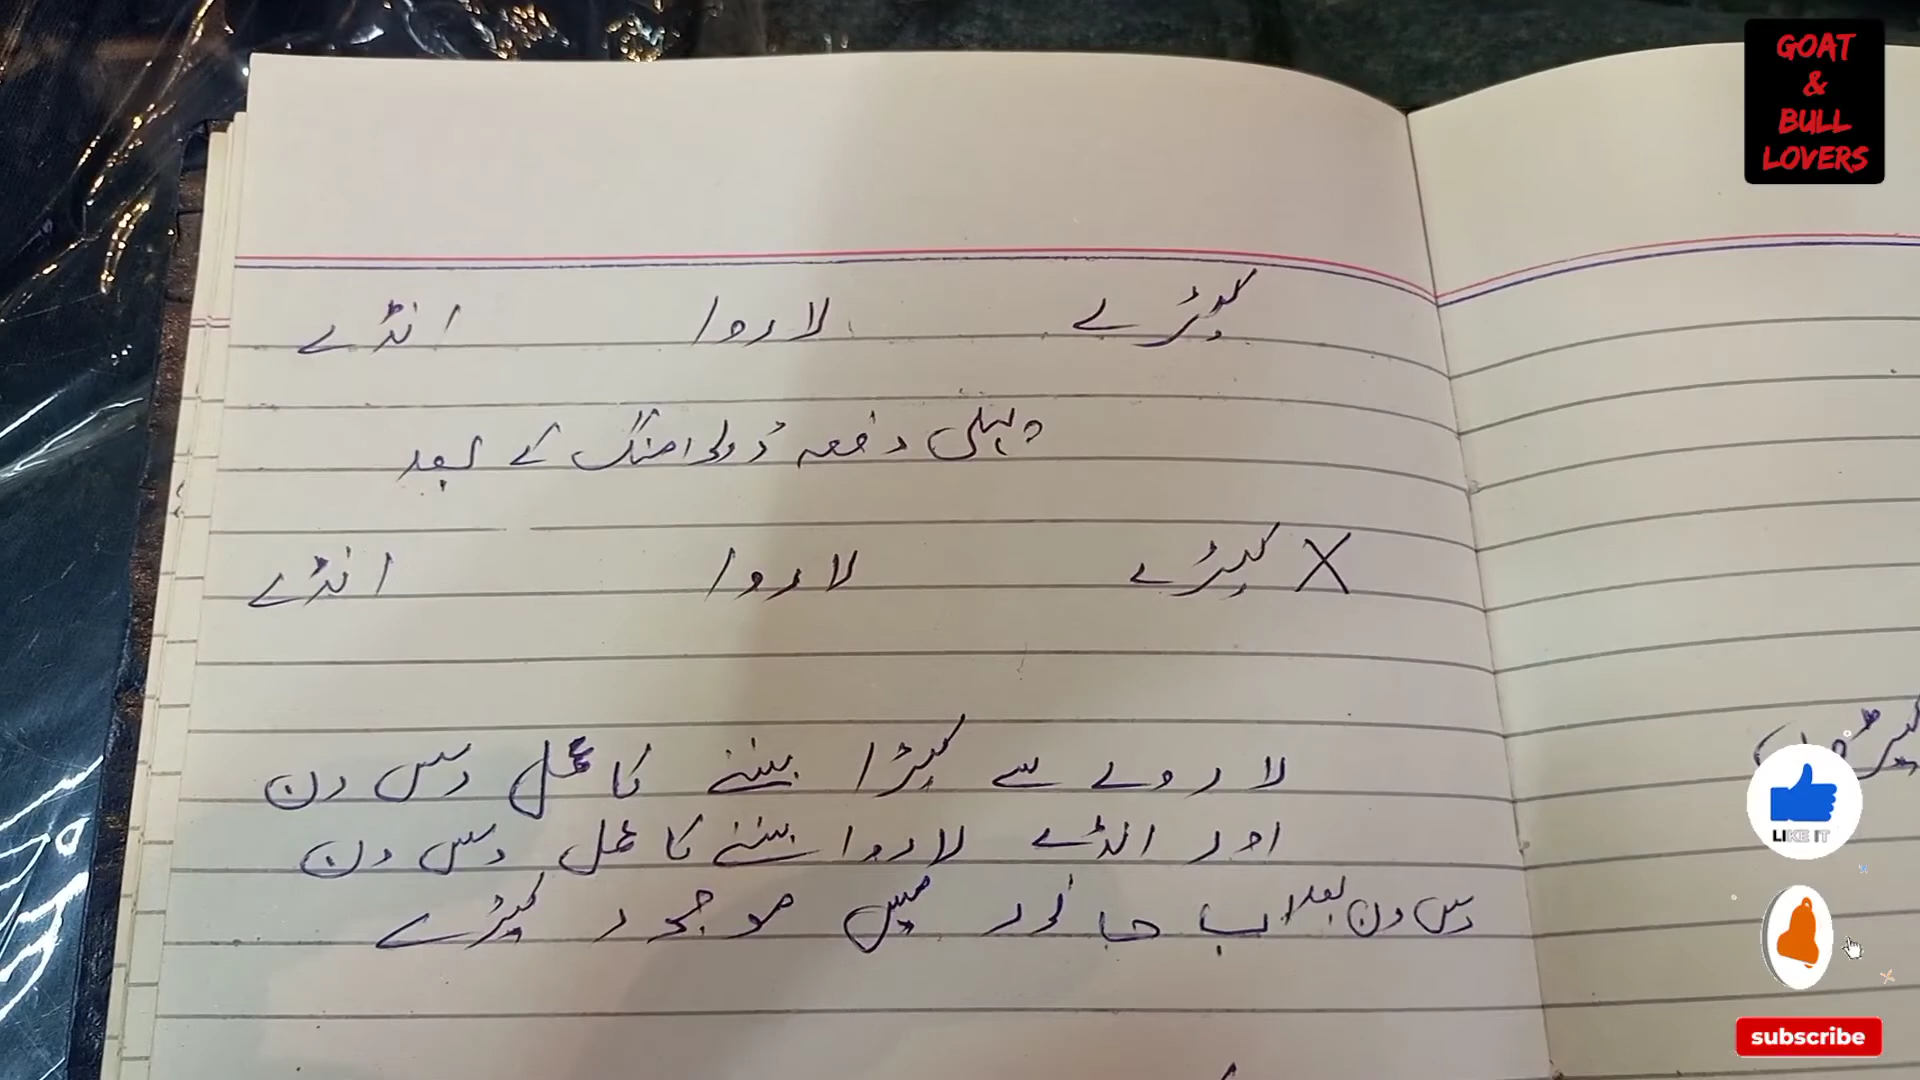 GOAT
&
BULL
LOVERS
کیڑے لاروا انڈے
پہلی دفعہ ڈی وارمنگ کے بعد
X کیڑے لاروا انڈے
لاروے سے کیڑا بننے کا عمل دس دن
اور انڈے لاروا بننے کا عمل دس دن
دس دن بعد اب جانور میں موجود کیڑے
LIKE IT
subscribe